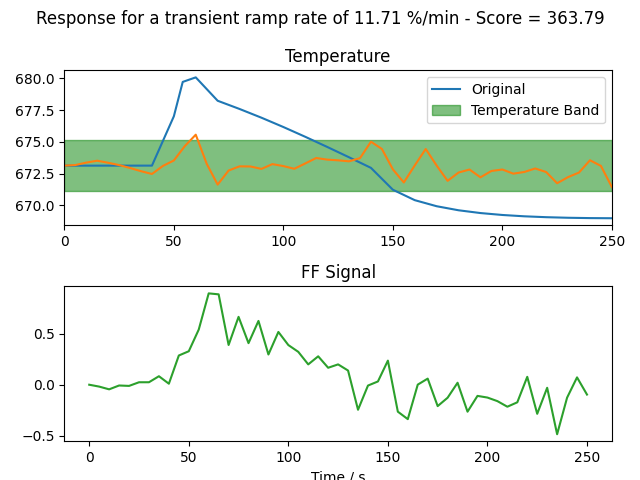 Response for a transient ramp rate of 11.71 %/min - Score = 363.79
Temperature
680.0
677.5
675.0
672.5
670.0
Original
Temperature Band
0 50 100 150 200 250
FF Signal
0.5
0.0
−0.5
0 50 100 150 200 250
Time / s